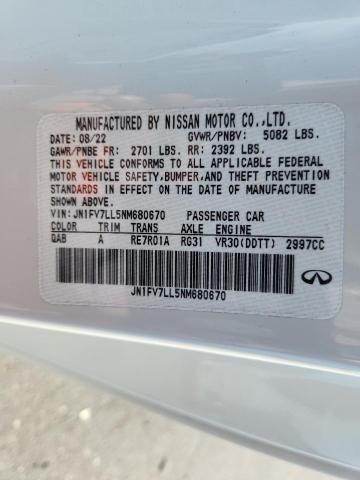 MANUFACTURED BY NISSAN MOTOR CO.,LTD.
DATE: 08/22 GVWR/PNBV: 5082 LBS.
GAWR/PNBE FR: 2701 LBS. RR: 2392 LBS.
THIS VEHICLE CONFORMS TO ALL APPLICABLE FEDERAL
MOTOR VEHICLE SAFETY,BUMPER,AND THEFT PREVENTION
STANDARDS IN EFFECT ON THE DATE OF MANUFACTURE
SHOWN ABOVE.
VIN:JN1FV7LL5NM680670 PASSENGER CAR
COLOR TRIM TRANS AXLE ENGINE
QAB A RE7R01A RG31 VR30(DDTT) 2997CC
JN1FV7LL5NM680670
INFINITI